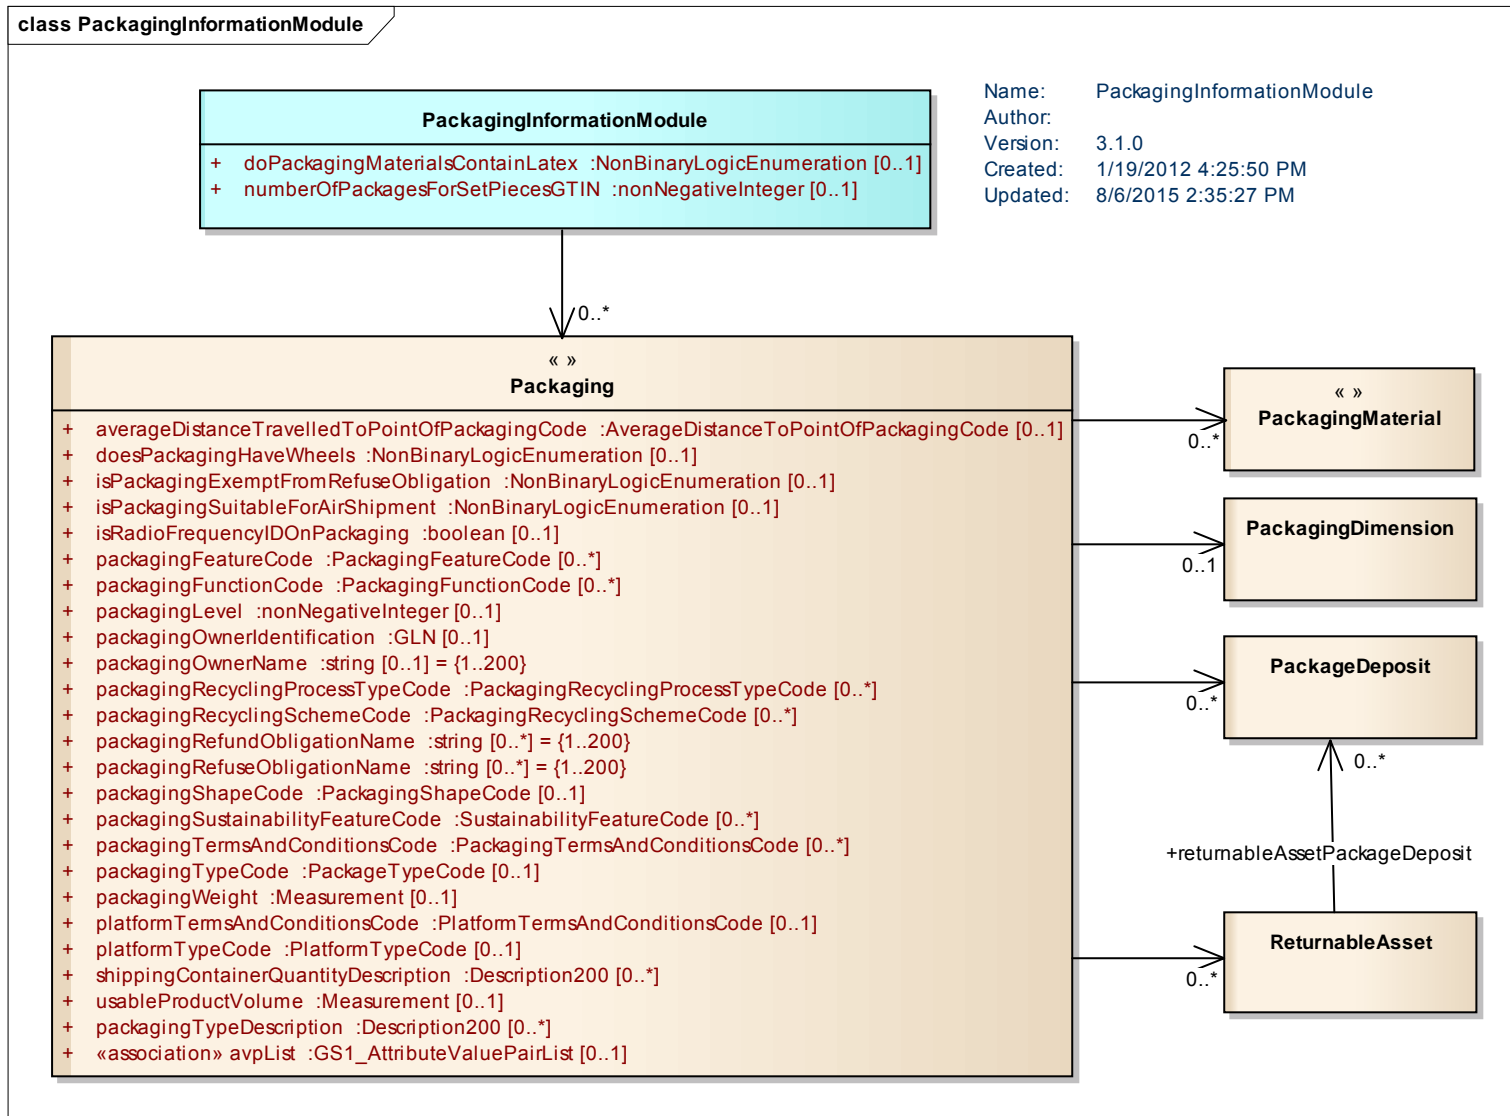 class PackagingInformationModule
PackagingInformationModule
+ doPackagingMaterialsContainLatex :NonBinaryLogicEnumeration [0..1]
+ numberOfPackagesForSetPiecesGTIN :nonNegativeInteger [0..1]
Name: PackagingInformationModule
Author:
Version: 3.1.0
Created: 1/19/2012 4:25:50 PM
Updated: 8/6/2015 2:35:27 PM
0..*
« »
Packaging
+ averageDistanceTravelledToPointOfPackagingCode :AverageDistanceToPointOfPackagingCode [0..1]
+ doesPackagingHaveWheels :NonBinaryLogicEnumeration [0..1]
+ isPackagingExemptFromRefuseObligation :NonBinaryLogicEnumeration [0..1]
+ isPackagingSuitableForAirShipment :NonBinaryLogicEnumeration [0..1]
+ isRadioFrequencyIDOnPackaging :boolean [0..1]
+ packagingFeatureCode :PackagingFeatureCode [0..*]
+ packagingFunctionCode :PackagingFunctionCode [0..*]
+ packagingLevel :nonNegativeInteger [0..1]
+ packagingOwnerIdentification :GLN [0..1]
+ packagingOwnerName :string [0..1] = {1..200}
+ packagingRecyclingProcessTypeCode :PackagingRecyclingProcessTypeCode [0..*]
+ packagingRecyclingSchemeCode :PackagingRecyclingSchemeCode [0..*]
+ packagingRefundObligationName :string [0..*] = {1..200}
+ packagingRefuseObligationName :string [0..*] = {1..200}
+ packagingShapeCode :PackagingShapeCode [0..1]
+ packagingSustainabilityFeatureCode :SustainabilityFeatureCode [0..*]
+ packagingTermsAndConditionsCode :PackagingTermsAndConditionsCode [0..*]
+ packagingTypeCode :PackageTypeCode [0..1]
+ packagingWeight :Measurement [0..1]
+ platformTermsAndConditionsCode :PlatformTermsAndConditionsCode [0..1]
+ platformTypeCode :PlatformTypeCode [0..1]
+ shippingContainerQuantityDescription :Description200 [0..*]
+ usableProductVolume :Measurement [0..1]
+ packagingTypeDescription :Description200 [0..*]
+ «association» avpList :GS1_AttributeValuePairList [0..1]
« »
PackagingMaterial
0..*
PackagingDimension
0..1
PackageDeposit
0..*
0..*
+returnableAssetPackageDeposit
ReturnableAsset
0..*